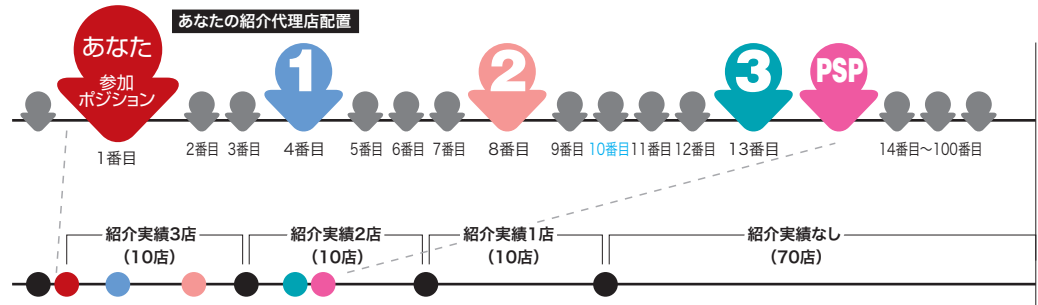 あなたの紹介代理店配置
あなた
参加
ポジション
1
2
3
PSP
1番目
2番目
3番目
4番目
5番目
6番目
7番目
8番目
9番目
10番目
11番目
12番目
13番目
14番目〜100番目
紹介実績3店
（10店）
紹介実績2店
（10店）
紹介実績1店
（10店）
紹介実績なし
（70店）